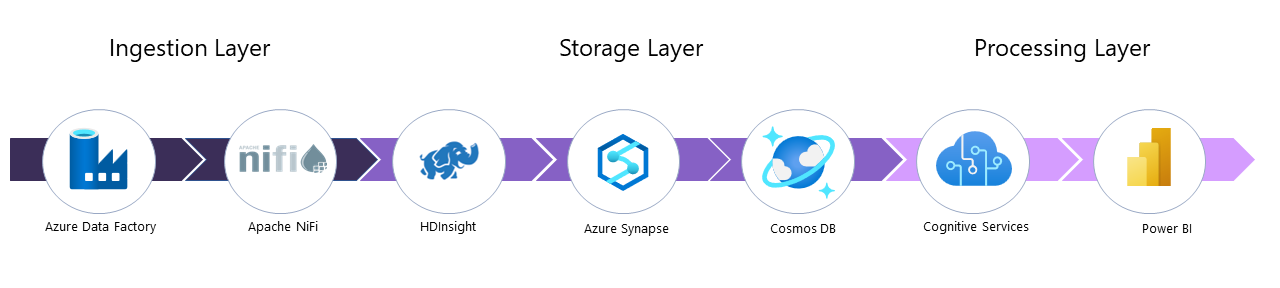 Ingestion Layer
Storage Layer
Processing Layer
APACHE
nifi
Azure Data Factory
Apache NiFi
HDInsight
Azure Synapse
Cosmos DB
Cognitive Services
Power BI